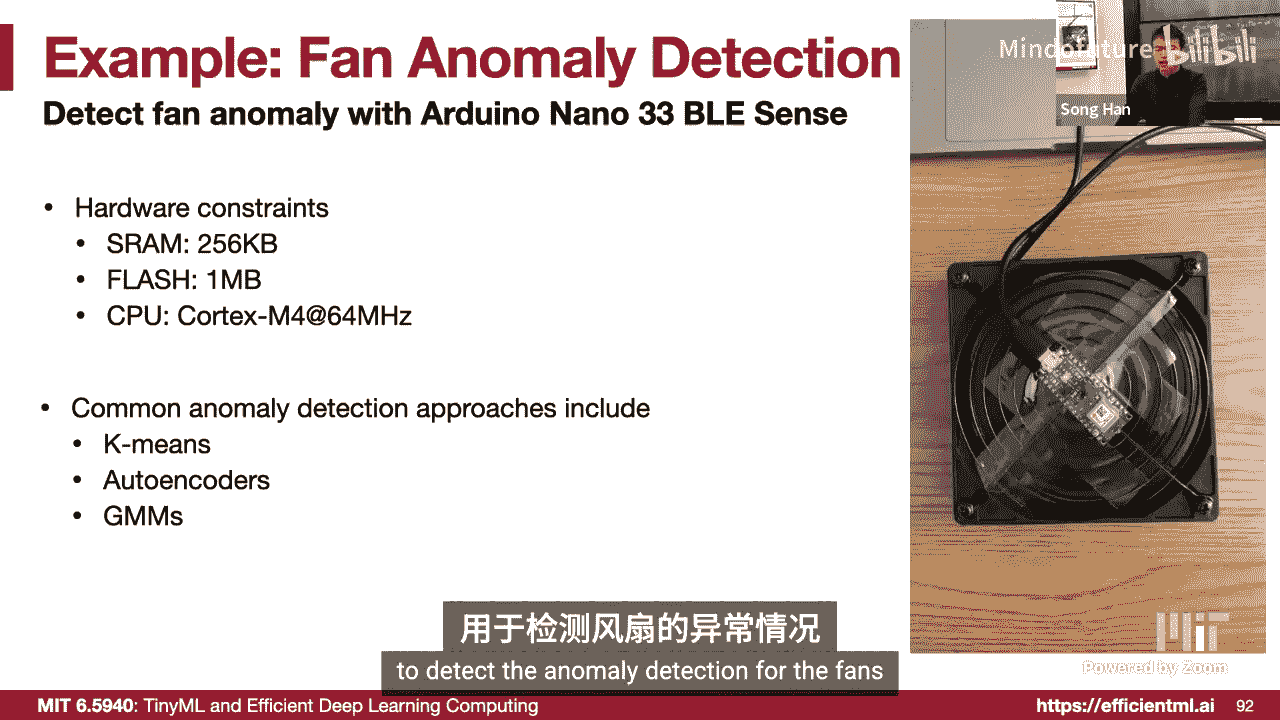 Example: Fan Anomaly Detection
Mindofuture
bilibili
Song Han
Detect fan anomaly with Arduino Nano 33 BLE Sense
• Hardware constraints
• SRAM: 256KB
• FLASH: 1MB
• CPU: Cortex-M4@64MHz
• Common anomaly detection approaches include
• K-means
• Autoencoders
• GMMs
用于检测风扇的异常情况
to detect the anomaly detection for the fans
Powered by Zoom
MIT 6.5940: TinyML and Efficient Deep Learning Computing
https://efficientml.ai
92